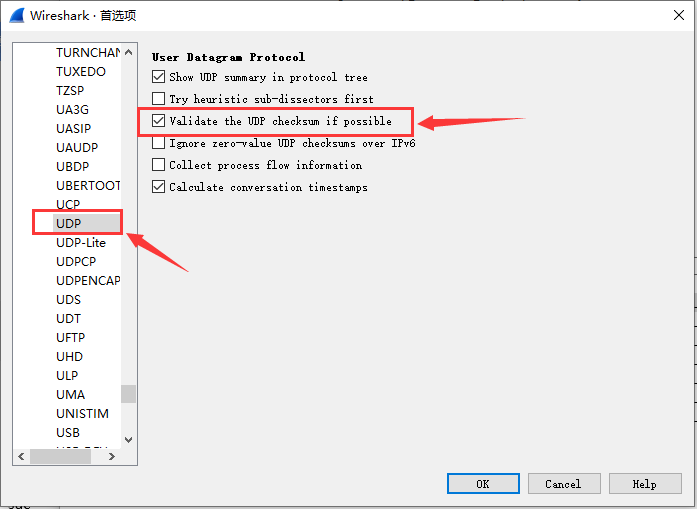 Wireshark · 首选项
TURNCHAN
TUXEDO
TZSP
UA3G
UASIP
UAUDP
UBDP
UBERTOOT
UCP
UDP
UDP-Lite
UDPCP
UDPENCAP
UDS
UDT
UFTP
UHD
ULP
UMA
UNISTIM
USB
User Datagram Protocol
Show UDP summary in protocol tree
Try heuristic sub-dissectors first
Validate the UDP checksum if possible
Ignore zero-value UDP checksums over IPv6
Collect process flow information
Calculate conversation timestamps
OK
Cancel
Help